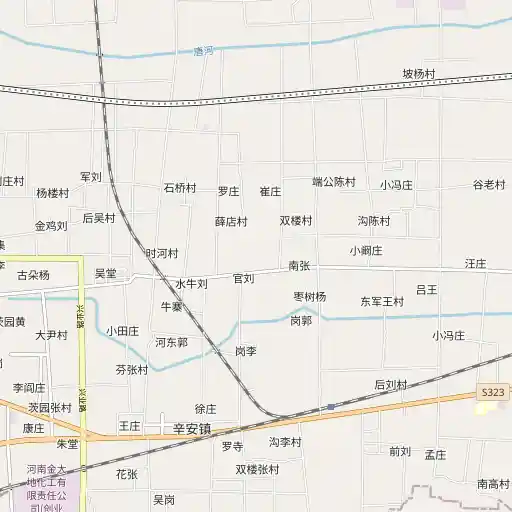 唐河
坡杨村
军刘
石桥村
罗庄
崔庄
端公陈村
小冯庄
谷老村
杨楼村
金鸡刘
后吴村
薛店村
双楼村
沟陈村
时河村
小阚庄
古朵杨
吴堂
水牛刘
官刘
南张
汪庄
牛寨
枣树杨
东军王村
吕王
岗郭
大尹村
小田庄
河东郭
岗李
小冯庄
芬张村
李阎庄
后刘村
S323
茨园张村
徐庄
康庄
王庄
辛安镇
朱堂
罗寺
沟李村
前刘
孟庄
河南金大
地化工有
限责任公
司(创业
花张
双楼张村
南高村
吴岗